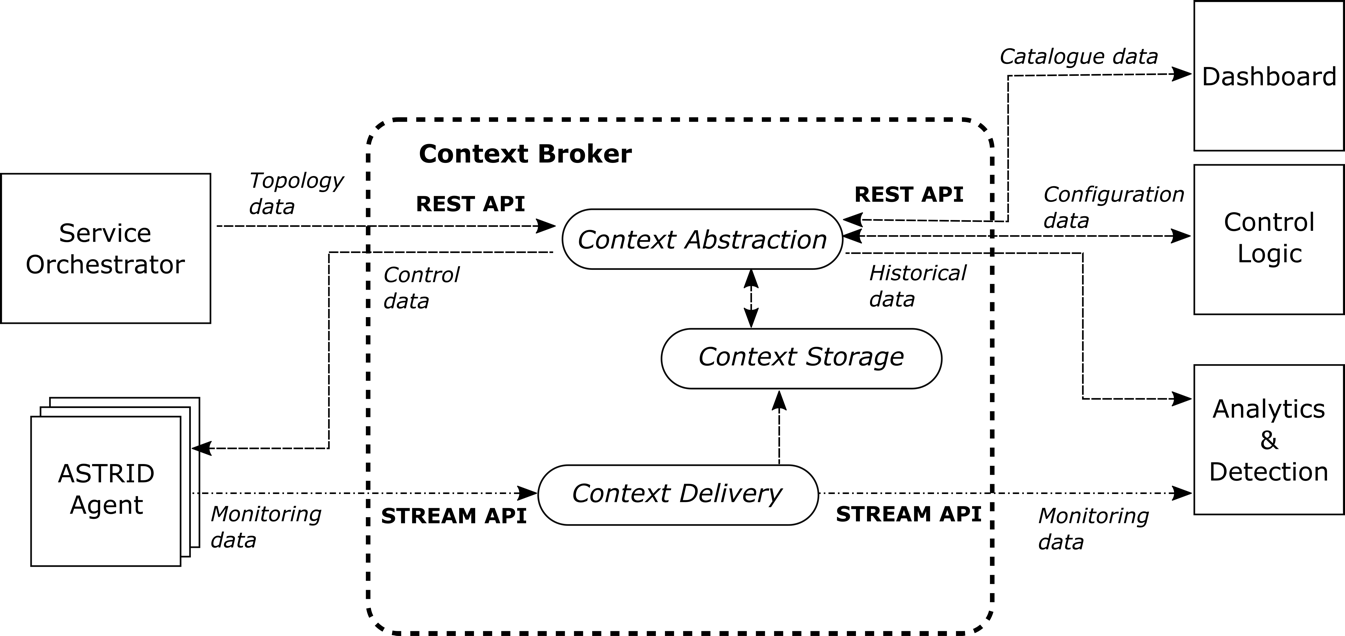 Catalogue data
Dashboard
Context Broker
Topology
data
REST API
REST API
Configuration
data
Service
Orchestrator
Context Abstraction
Control
Logic
Control
data
Historical
data
Context Storage
ASTRID
Agent
Analytics
&
Detection
Context Delivery
Monitoring
data
STREAM API
STREAM API
Monitoring
data